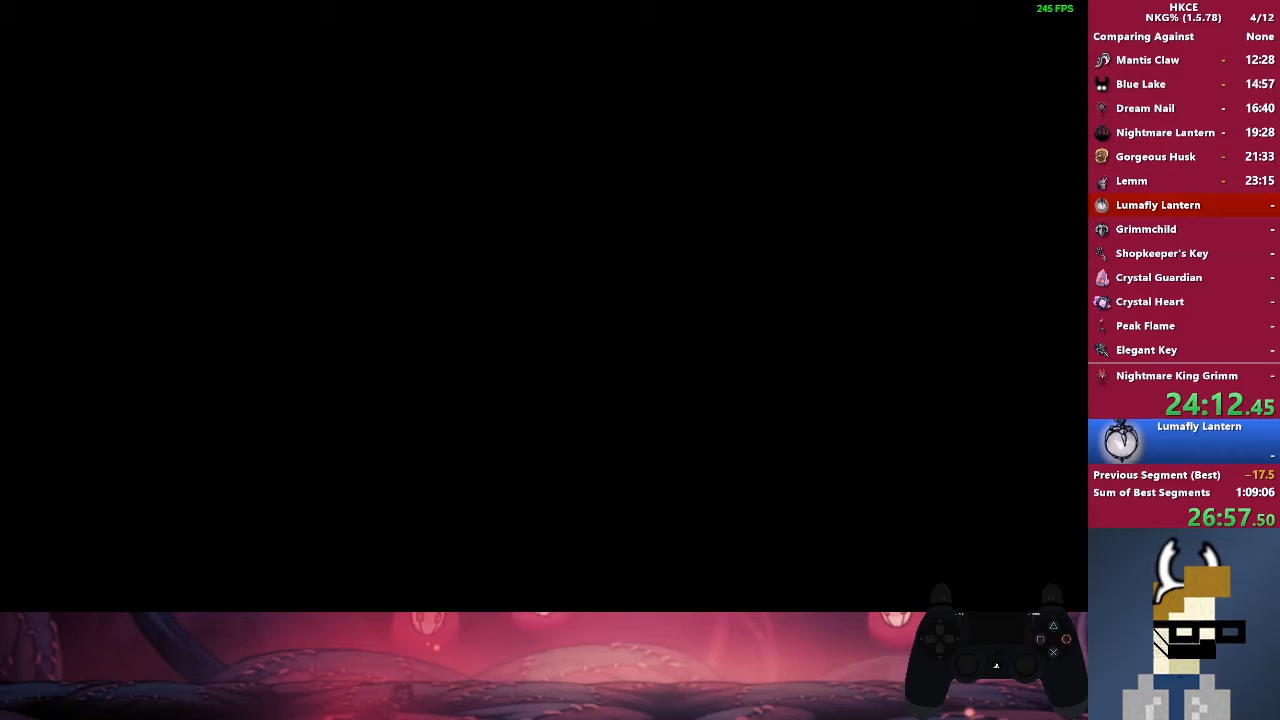 245 FPS
HKCE
NKG% (1.5.78) 4/12
Comparing Against None
Mantis Claw - 12:28
Blue Lake - 14:57
Dream Nail - 16:40
Nightmare Lantern - 19:28
Gorgeous Husk - 21:33
Lemm - 23:15
Lumafly Lantern -
Grimmchild -
Shopkeeper's Key -
Crystal Guardian -
Crystal Heart -
Peak Flame -
Elegant Key -
Nightmare King Grimm -
24:12.45
Lumafly Lantern
-
Previous Segment (Best) −17.5
Sum of Best Segments 1:09:06
26:57.50